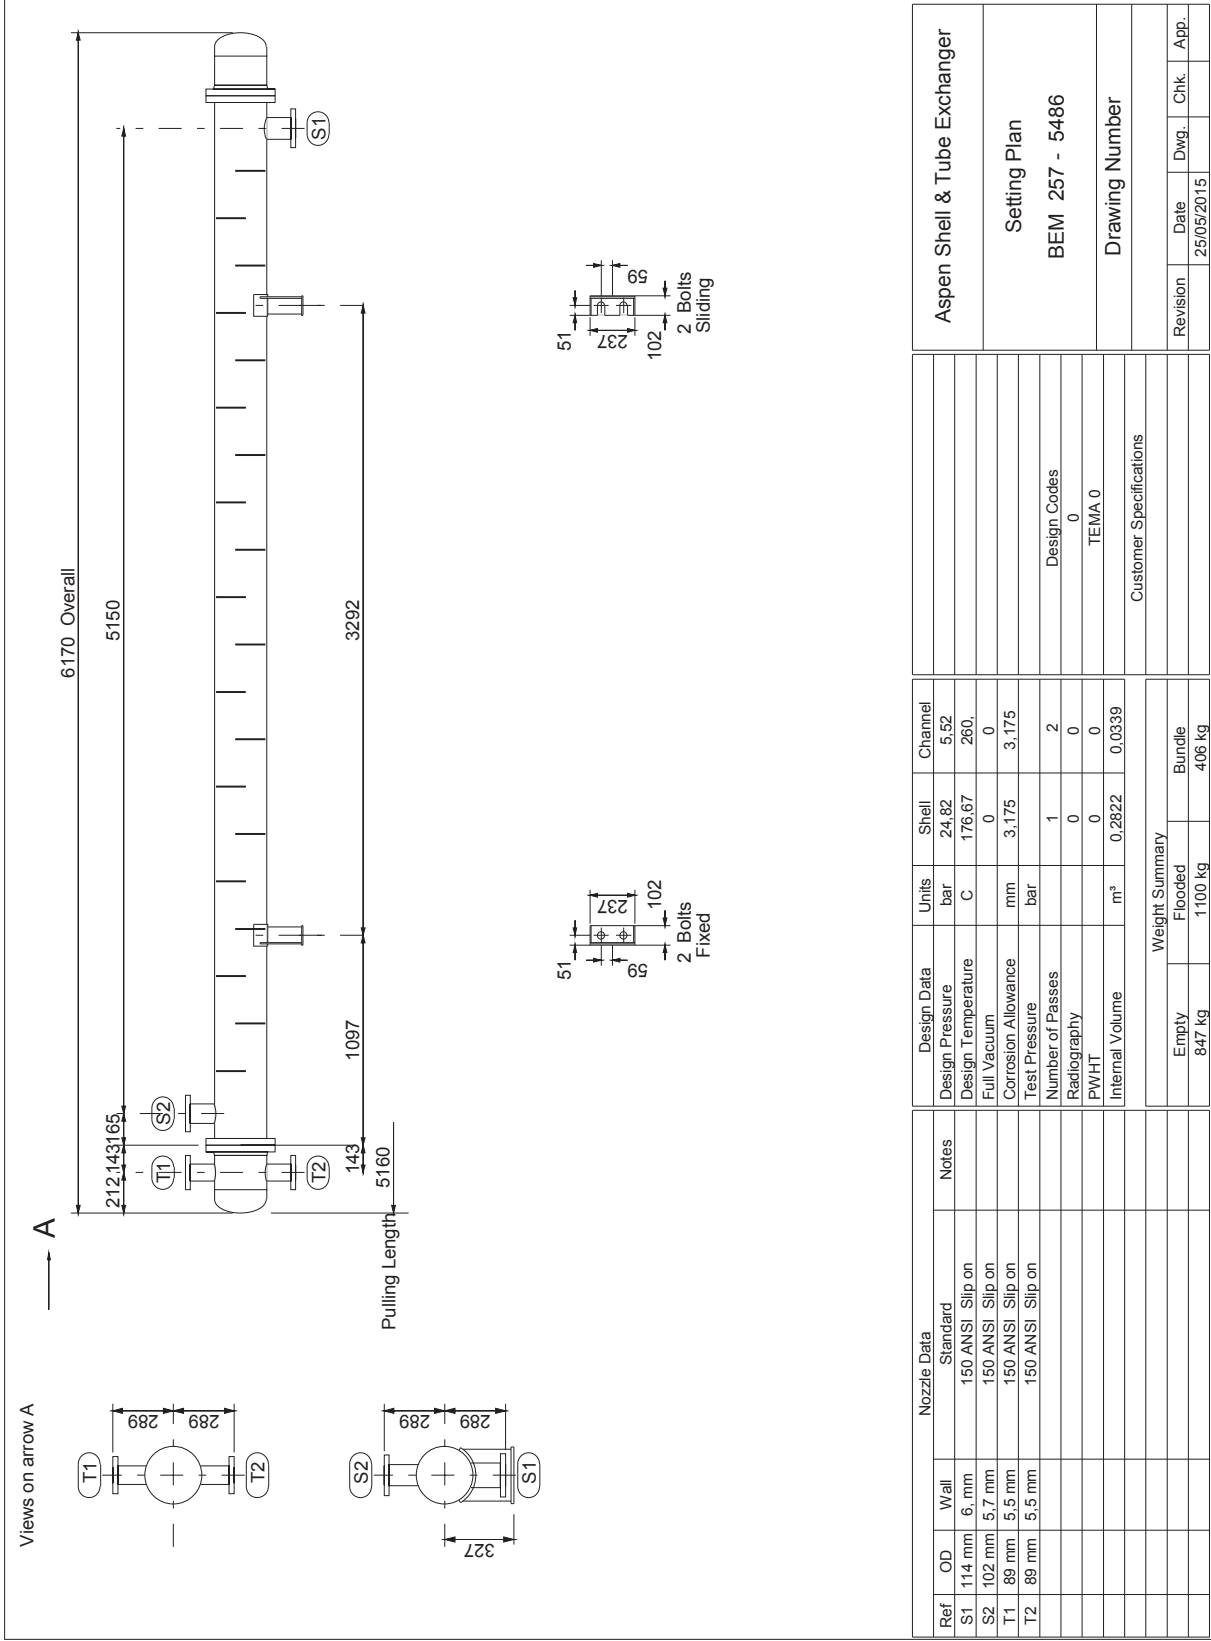 Views on arrow A
A
6170 Overall
5150
212,143165
T1
S2
S1
T2
143
1097
3292
5160
Pulling Length
T1
289
289
T2
S2
289
289
S1
327
51
237
59
102
2 Bolts
Fixed
51
59
237
102
2 Bolts
Sliding
Nozzle Data
Ref OD Wall Standard Notes
S1 114 mm 6, mm 150 ANSI Slip on
S2 102 mm 5,7 mm 150 ANSI Slip on
T1 89 mm 5,5 mm 150 ANSI Slip on
T2 89 mm 5,5 mm 150 ANSI Slip on
Design Data Units Shell Channel
Design Pressure bar 24,82 5,52
Design Temperature C 176,67 260,
Full Vacuum 0 0
Corrosion Allowance mm 3,175 3,175
Test Pressure bar
Number of Passes 1 2
Radiography 0 0
PWHT 0 0
Internal Volume m³ 0,2822 0,0339
Weight Summary
Empty Flooded Bundle
847 kg 1100 kg 406 kg
Design Codes
0
TEMA 0
Customer Specifications
Aspen Shell & Tube Exchanger
Setting Plan
BEM 257 - 5486
Drawing Number
Revision Date Dwg. Chk. App.
25/05/2015